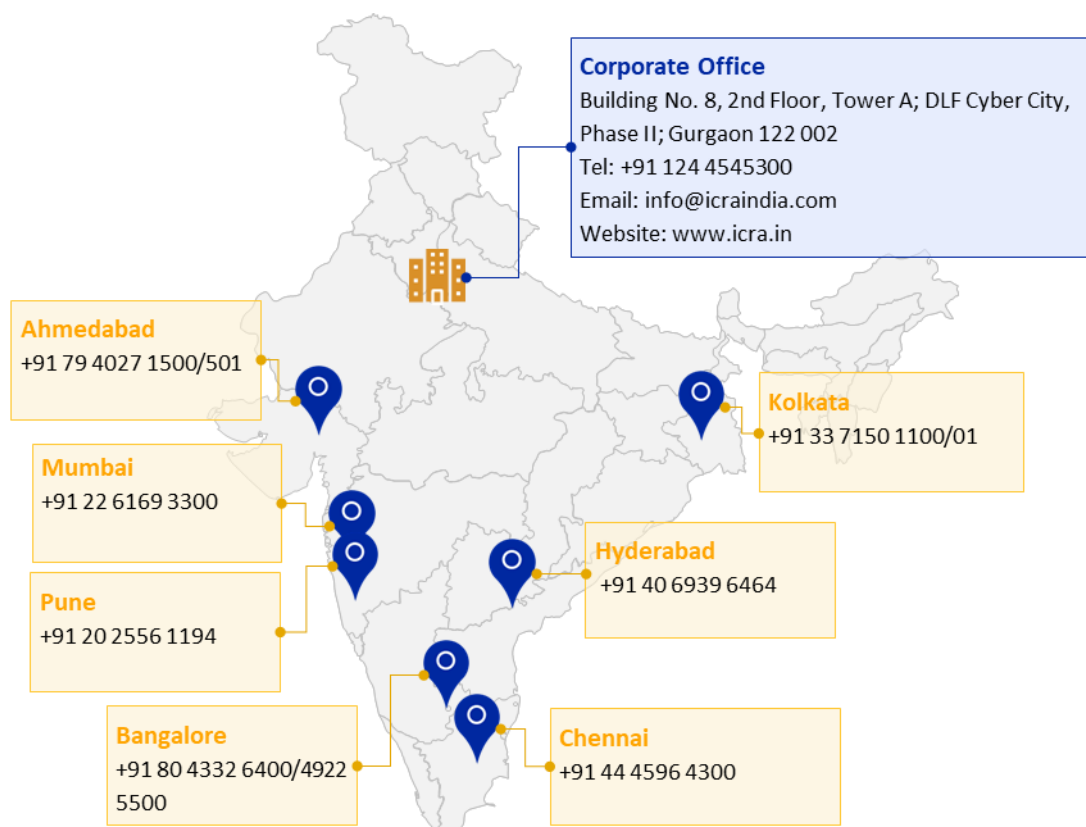 Corporate Office
Building No. 8, 2nd Floor, Tower A; DLF Cyber City,
Phase II; Gurgaon 122 002
Tel: +91 124 4545300
Email: info@icraindia.com
Website: www.icra.in
Ahmedabad
+91 79 4027 1500/501
Kolkata
+91 33 7150 1100/01
Mumbai
+91 22 6169 3300
Hyderabad
+91 40 6939 6464
Pune
+91 20 2556 1194
Bangalore
+91 80 4332 6400/4922
5500
Chennai
+91 44 4596 4300